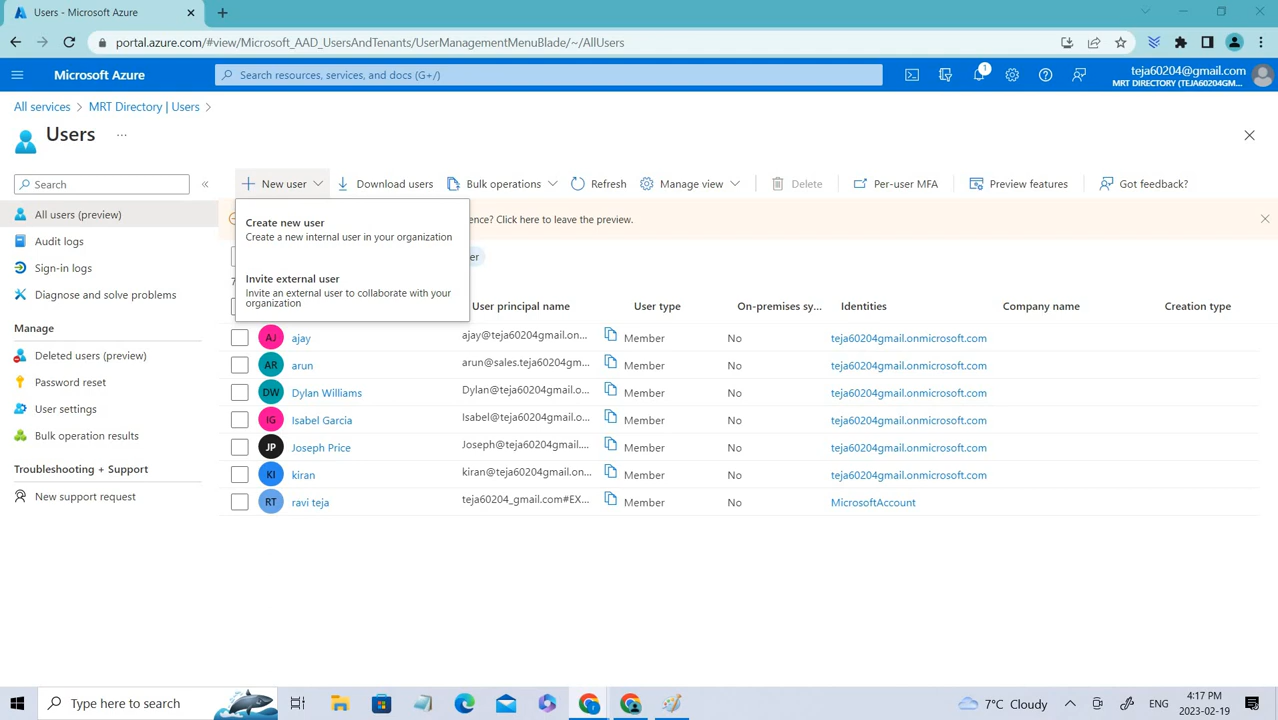 Users - Microsoft Azure
portal.azure.com/#view/Microsoft_AAD_UsersAndTenants/UserManagementMenuBlade/~/AllUsers
Microsoft Azure
Search resources, services, and docs (G+/)
1
teja60204@gmail.com
MRT DIRECTORY (TEJA60204GM...
All services > MRT Directory | Users >
Users ...
Search
New user
Download users
Bulk operations
Refresh
Manage view
Delete
Per-user MFA
Preview features
Got feedback?
All users (preview)
Audit logs
Sign-in logs
Diagnose and solve problems
Manage
Deleted users (preview)
Password reset
User settings
Bulk operation results
Troubleshooting + Support
New support request
Create new user
Create a new internal user in your organization
Invite external user
Invite an external user to collaborate with your
organization
ence? Click here to leave the preview.
er
7
User principal name User type On-premises sy... Identities Company name Creation type
AJ ajay ajay@teja60204gmail.on... Member No teja60204gmail.onmicrosoft.com
AR arun arun@sales.teja60204gm... Member No teja60204gmail.onmicrosoft.com
DW Dylan Williams Dylan@teja60204gmail.o... Member No teja60204gmail.onmicrosoft.com
IG Isabel Garcia Isabel@teja60204gmail.o... Member No teja60204gmail.onmicrosoft.com
JP Joseph Price Joseph@teja60204gmail.... Member No teja60204gmail.onmicrosoft.com
KI kiran kiran@teja60204gmail.on... Member No teja60204gmail.onmicrosoft.com
RT ravi teja teja60204_gmail.com#EX... Member No MicrosoftAccount
Type here to search
7°C Cloudy
ENG
4:17 PM
2023-02-19